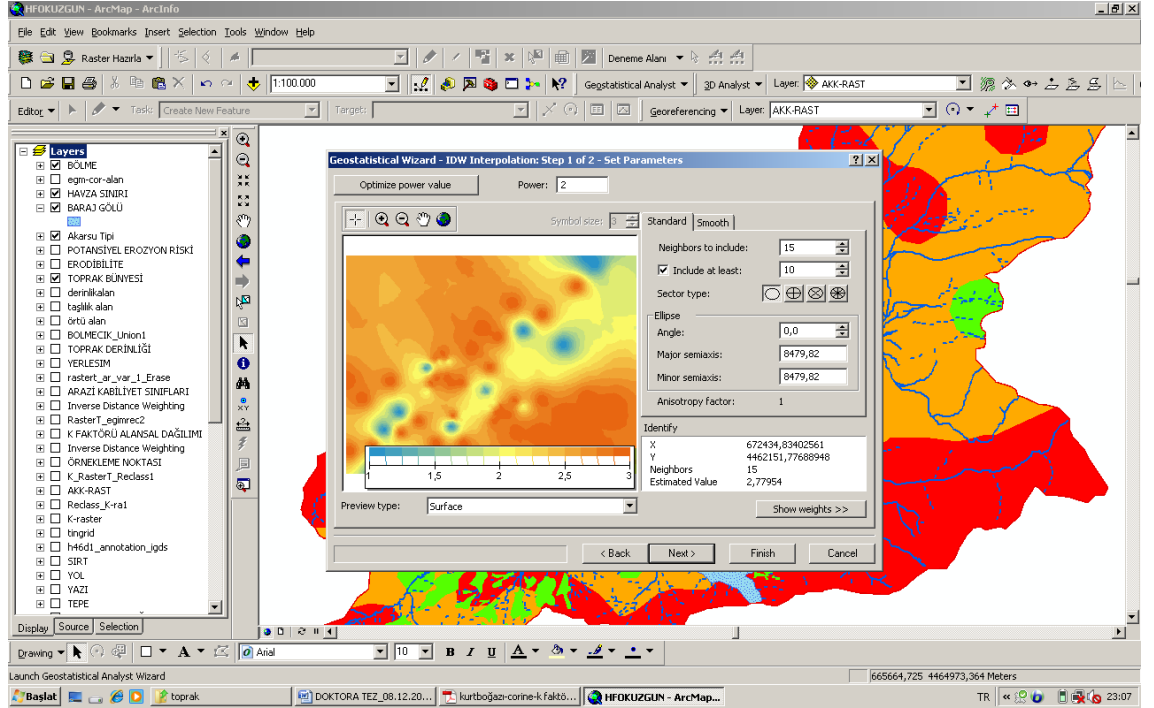 HFOKUZGUN - ArcMap - ArcInfo
File Edit View Bookmarks Insert Selection Tools Window Help
Raster Hazırla
Deneme Alanı
1:100.000
Geostatistical Analyst
3D Analyst
Layer: AKK-RAST
Editor
Task: Create New Feature
Target:
Georeferencing
Layer: AKK-RAST
Layers
BÖLME
egm-cor-alan
HAVZA SINIRI
BARAJ GÖLÜ
Akarsu Tipi
POTANSİYEL EROZYON RİSKİ
ERODİBİLİTE
TOPRAK BÜNYESİ
derinlikalan
taşlılık alan
örtü alan
BOLMECIK_Union1
TOPRAK DERİNLİĞİ
YERLESIM
rastert_ar_var_1_Erase
ARAZİ KABİLİYET SINIFLARI
Inverse Distance Weighting
RasterT_egimrec2
K FAKTÖRÜ ALANSAL DAĞILIMI
Inverse Distance Weighting
ÖRNEKLEME NOKTASI
K_RasterT_Reclass1
AKK-RAST
Reclass_K-ra1
K-raster
tingrid
h46d1_annotation_igds
SIRT
YOL
YAZI
TEPE
Display Source Selection
Geostatistical Wizard - IDW Interpolation: Step 1 of 2 - Set Parameters
Optimize power value
Power: 2
Symbol size: 3
Standard Smooth
Neighbors to include: 15
Include at least: 10
Sector type:
Ellipse
Angle: 0,0
Major semiaxis: 8479,82
Minor semiaxis: 8479,82
Anisotropy factor: 1
1 1,5 2 2,5 3
Identify
X 672434,83402561
Y 4462151,77688948
Neighbors 15
Estimated Value 2,77954
Preview type: Surface
Show weights >>
< Back Next > Finish Cancel
Drawing
A
Arial
10
B I U A
Launch Geostatistical Analyst Wizard
665664,725 4464973,364 Meters
Başlat
toprak
DOKTORA TEZ_08.12.20...
kurtboğazı-corine-k faktö...
HFOKUZGUN - ArcMap...
TR
23:07